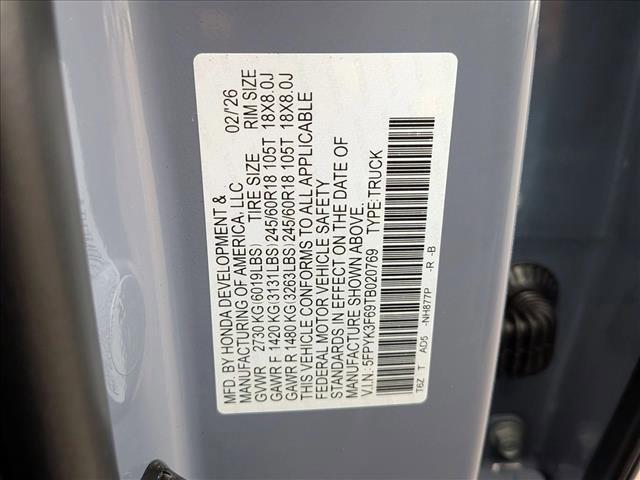 MFD. BY HONDA DEVELOPMENT & 02/'26
MANUFACTURING OF AMERICA, LLC
GVWR 2730 KG (6019LBS) TIRE SIZE RIM SIZE
GAWR F 1420 KG (3131LBS) 245/60R18 105T 18X8.0J
GAWR R 1480 KG (3263LBS) 245/60R18 105T 18X8.0J
THIS VEHICLE CONFORMS TO ALL APPLICABLE
FEDERAL MOTOR VEHICLE SAFETY
STANDARDS IN EFFECT ON THE DATE OF
MANUFACTURE SHOWN ABOVE.
V.I.N.: 5FPYK3F69TB020769 TYPE:TRUCK
T6Z T AD5 -NH877P -R -B